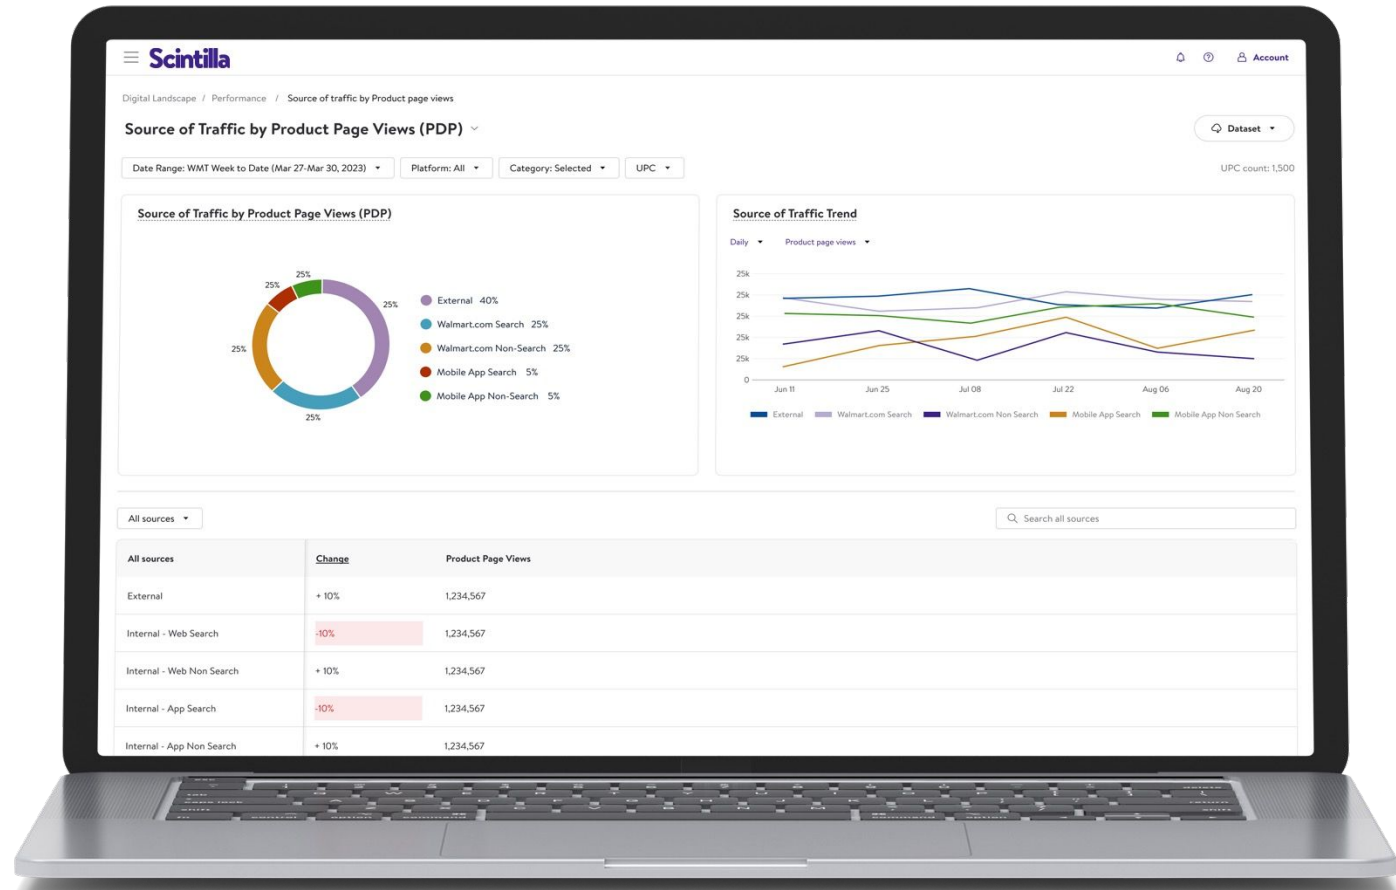 Scintilla
Account
Digital Landscape / Performance / Source of traffic by Product page views
Source of Traffic by Product Page Views (PDP)
Dataset
Date Range: WMT Week to Date (Mar 27-Mar 30, 2023)
Platform: All
Category: Selected
UPC
UPC count: 1,500
Source of Traffic by Product Page Views (PDP)
25%
25%
25%
25%
25%
External 40%
Walmart.com Search 25%
Walmart.com Non-Search 25%
Mobile App Search 5%
Mobile App Non-Search 5%
Source of Traffic Trend
Daily
Product page views
25k
25k
25k
25k
25k
0
Jun 11 Jun 25 Jul 08 Jul 22 Aug 06 Aug 20
External Walmart.com Search Walmart.com Non Search Mobile App Search Mobile App Non Search
All sources
Search all sources
All sources Change Product Page Views
External + 10% 1,234,567
Internal - Web Search -10% 1,234,567
Internal - Web Non Search + 10% 1,234,567
Internal - App Search -10% 1,234,567
Internal - App Non Search + 10% 1,234,567